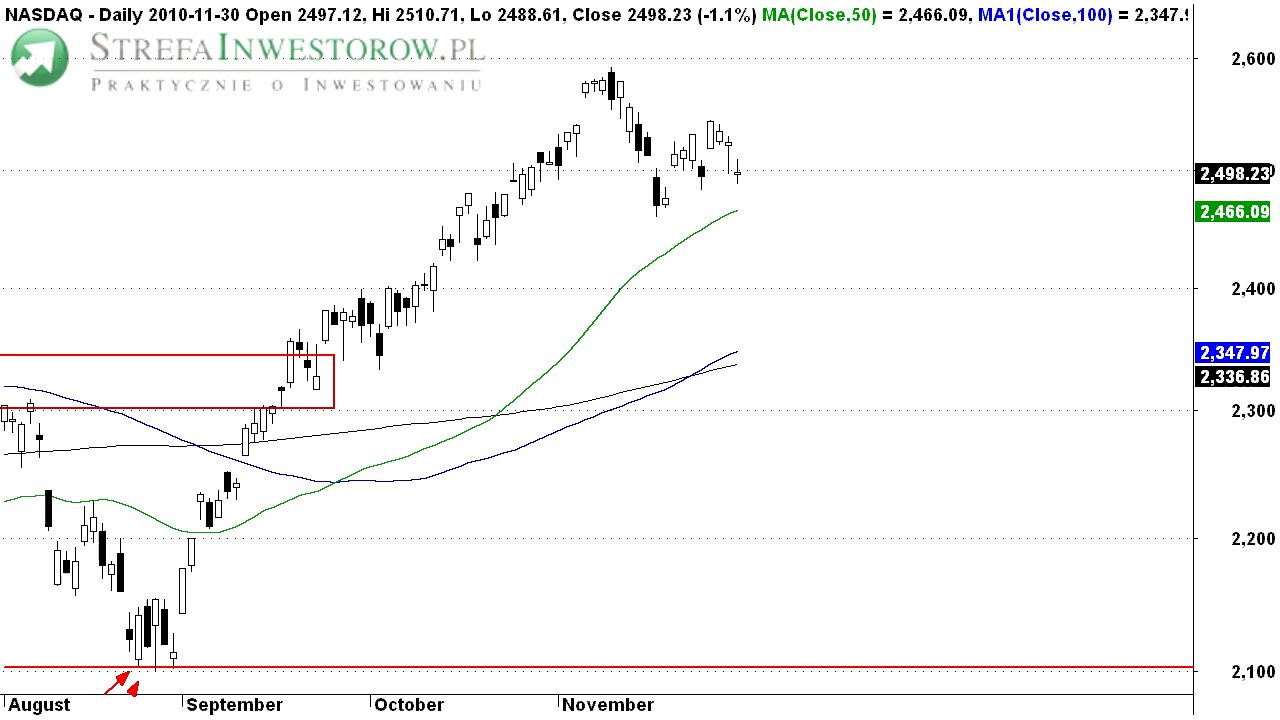 NASDAQ - Daily 2010-11-30 Open 2497.12, Hi 2510.71, Lo 2488.61, Close 2498.23 (-1.1%) MA(Close,50) = 2,466.09, MA1(Close,100) = 2,347.9
STREFAINWESTOROW.PL
PRAKTYCZNIE O INWESTOWANIU
2,600
2,498.23
2,466.09
2,400
2,347.97
2,336.86
2,300
2,200
2,100
August September October November